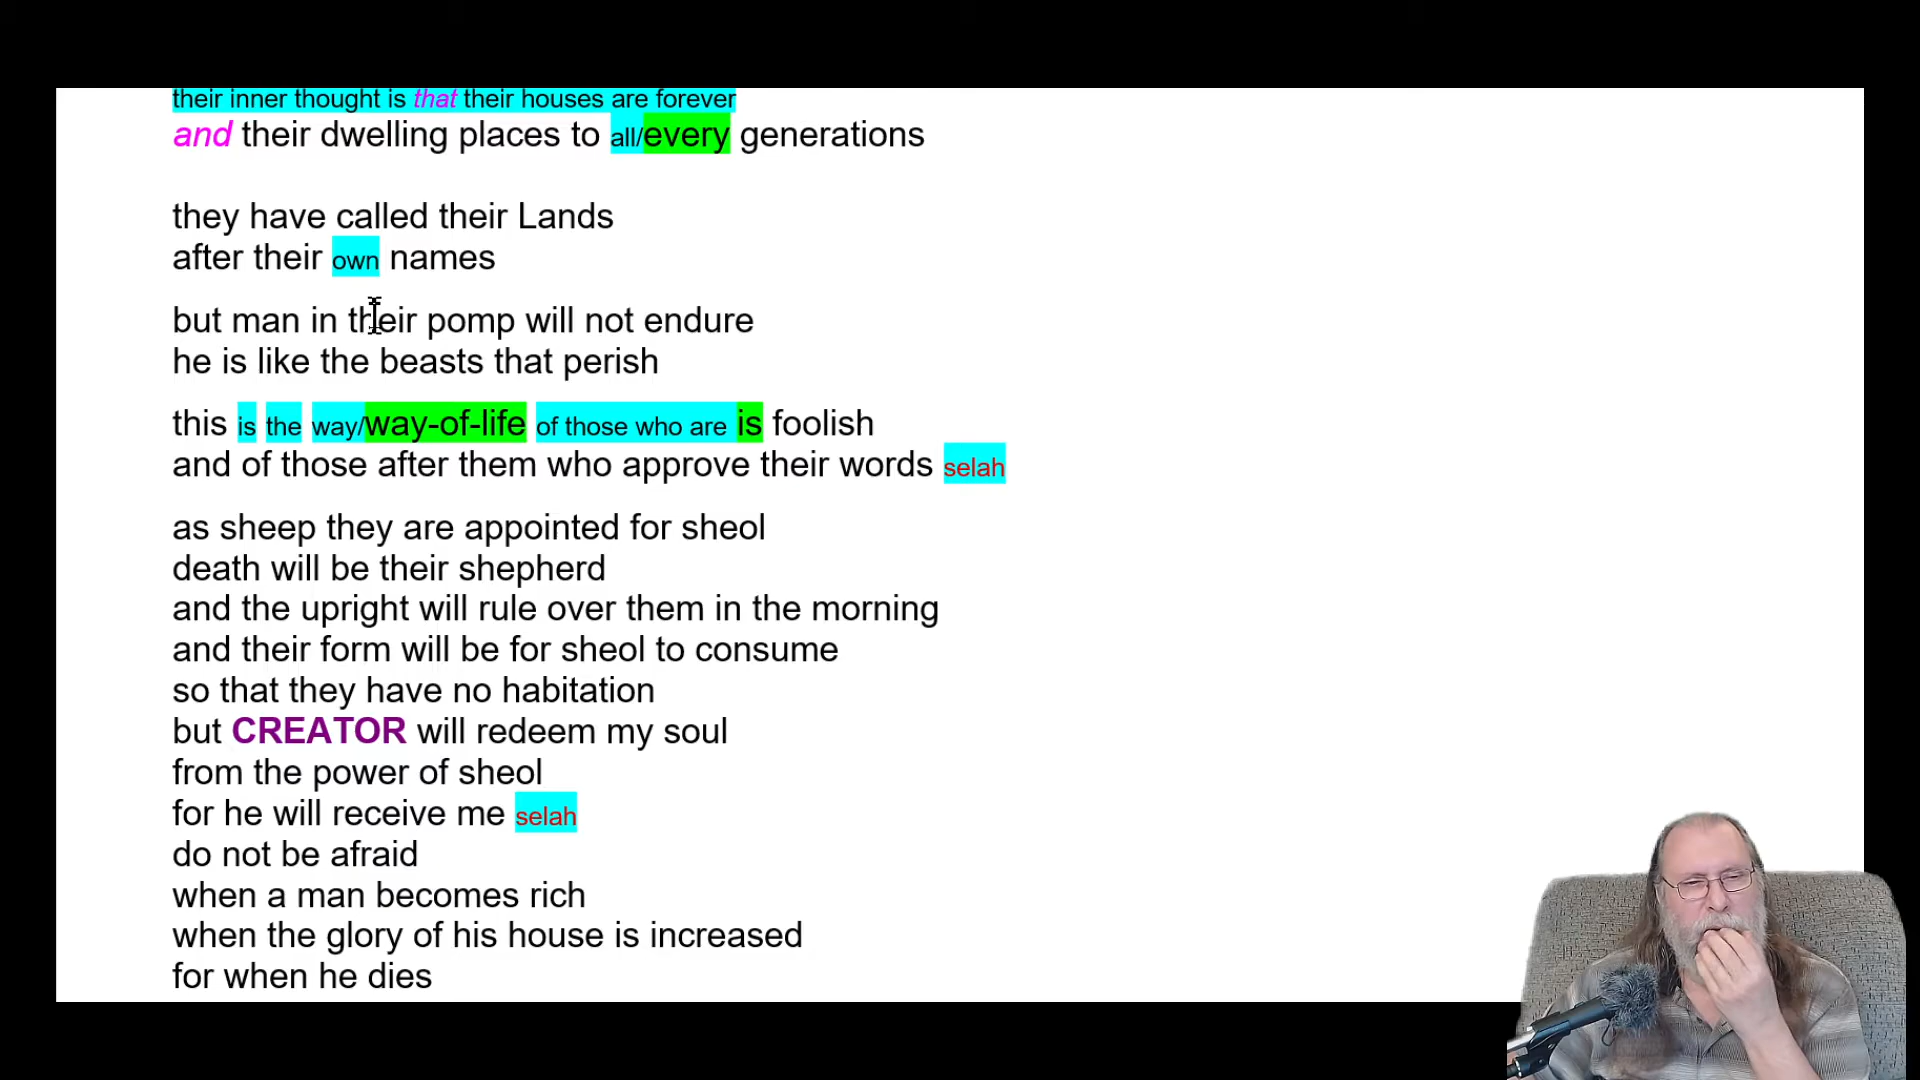 their inner thought is that their houses are forever
and their dwelling places to all/every generations
they have called their Lands
after their own names
but man in their pomp will not endure
he is like the beasts that perish
this is the way/way-of-life of those who are is foolish
and of those after them who approve their words selah
as sheep they are appointed for sheol
death will be their shepherd
and the upright will rule over them in the morning
and their form will be for sheol to consume
so that they have no habitation
but CREATOR will redeem my soul
from the power of sheol
for he will receive me selah
do not be afraid
when a man becomes rich
when the glory of his house is increased
for when he dies